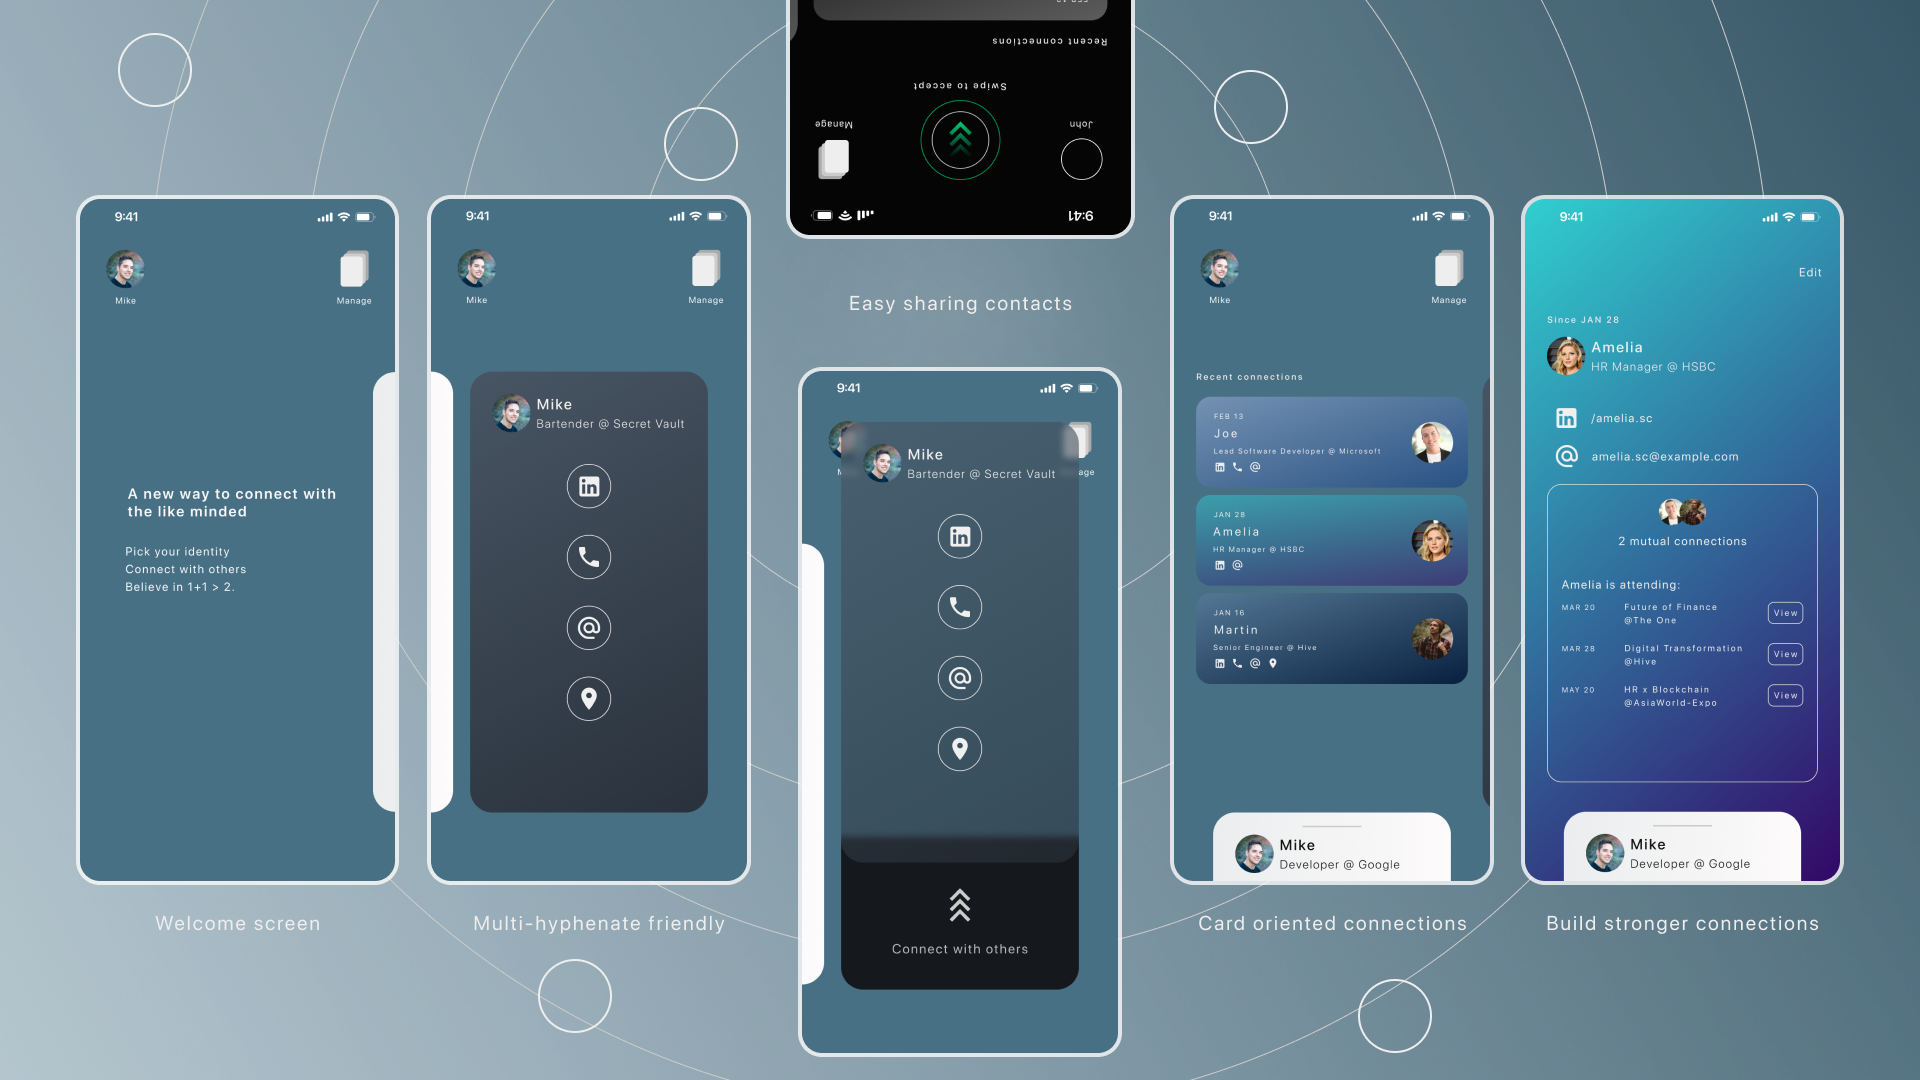 9:41
Mike
Manage
A new way to connect with
the like minded
Pick your identity
Connect with others
Believe in 1+1 > 2.
Welcome screen
9:41
Mike
Manage
Mike
Bartender @ Secret Vault
in
Multi-hyphenate friendly
9:41
John
Manage
Swipe to accept
Recent connections
Easy sharing contacts
9:41
age
Mike
Bartender @ Secret Vault
in
Connect with others
9:41
Mike
Manage
Recent connections
FEB 13
Joe
Lead Software Developer @ Microsoft
JAN 28
Amelia
HR Manager @ HSBC
JAN 16
Martin
Senior Engineer @ Hive
Mike
Developer @ Google
Card oriented connections
9:41
Edit
Since JAN 28
Amelia
HR Manager @ HSBC
in /amelia.sc
@ amelia.sc@example.com
2 mutual connections
Amelia is attending:
MAR 20 Future of Finance View
@The One
MAR 28 Digital Transformation View
@Hive
MAY 20 HR x Blockchain View
@AsiaWorld-Expo
Mike
Developer @ Google
Build stronger connections